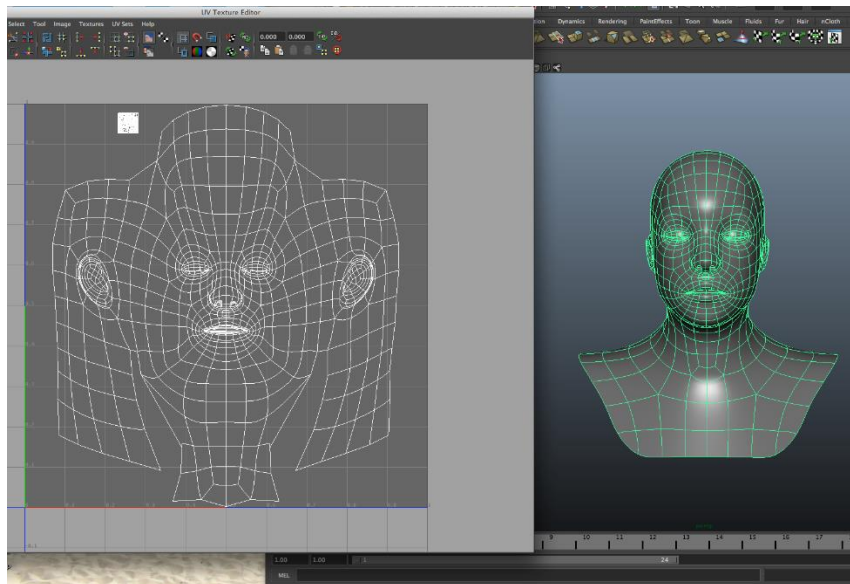 UV Texture Editor
Select Tool Image Textures UV Sets Help
0.000 0.000
Dynamics Rendering PaintEffects Toon Muscle Fluids Fur Hair nCloth
9 10 11 12 13 14 15 16 17
1.00 1.00 1 24
MEL